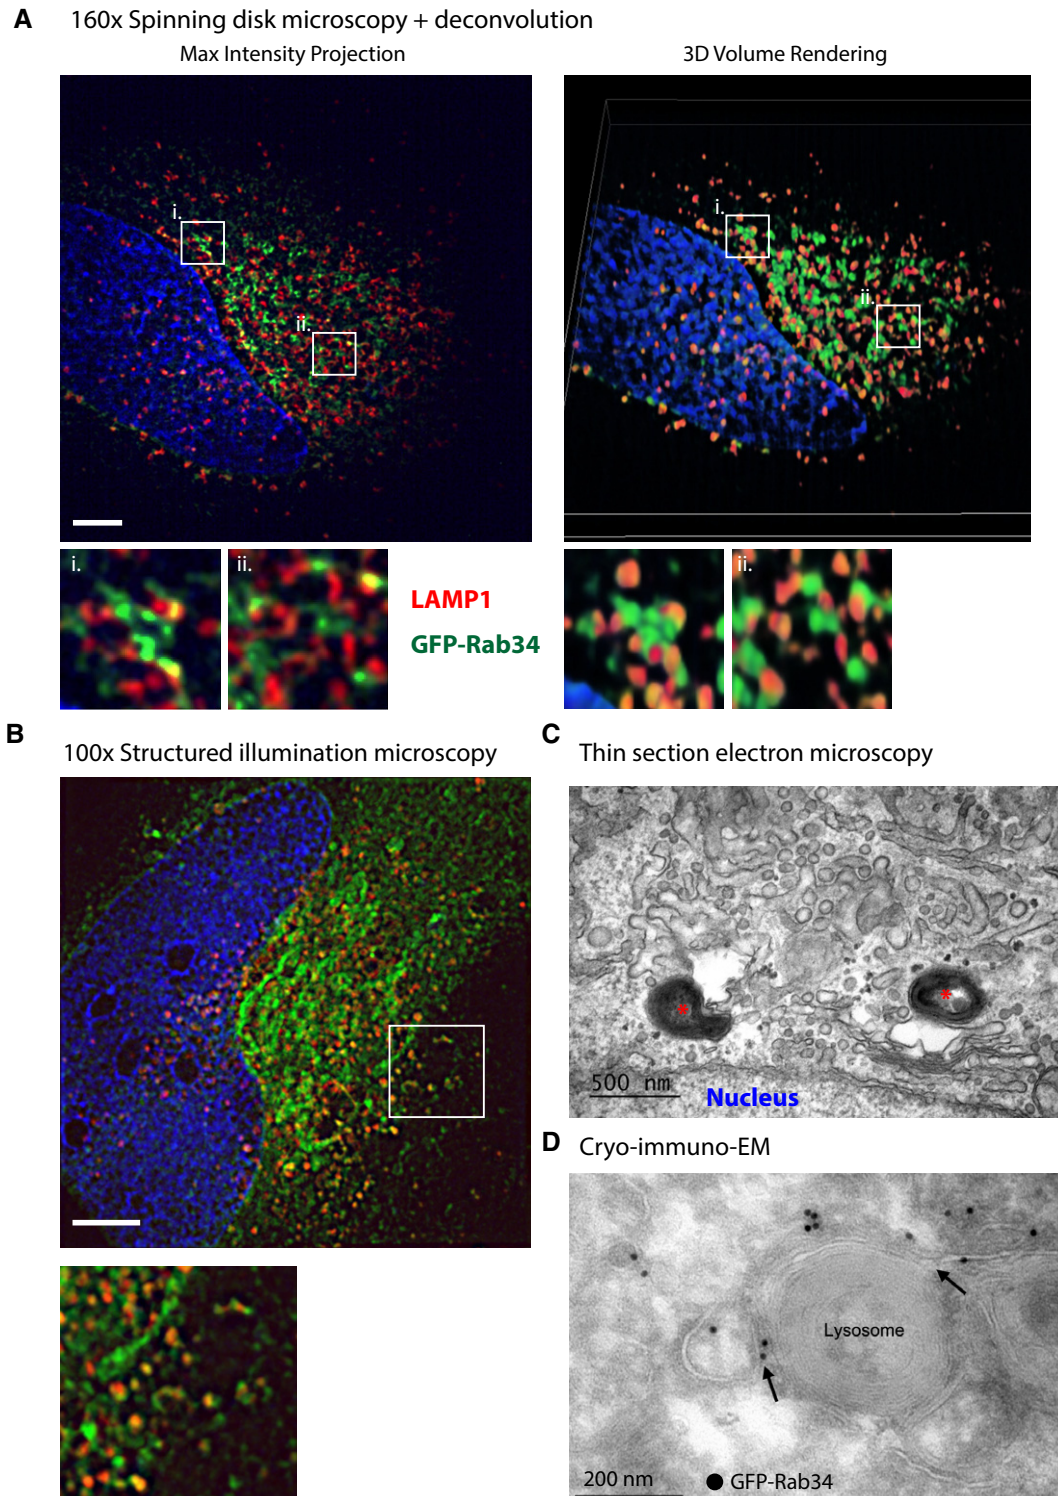 A 160x Spinning disk microscopy + deconvolution
Max Intensity Projection
3D Volume Rendering
i.
ii.
i.
ii.
i.
ii.
LAMP1
GFP-Rab34
i.
ii.
B 100x Structured illumination microscopy
C Thin section electron microscopy
*
*
500 nm
Nucleus
D Cryo-immuno-EM
Lysosome
200 nm
GFP-Rab34